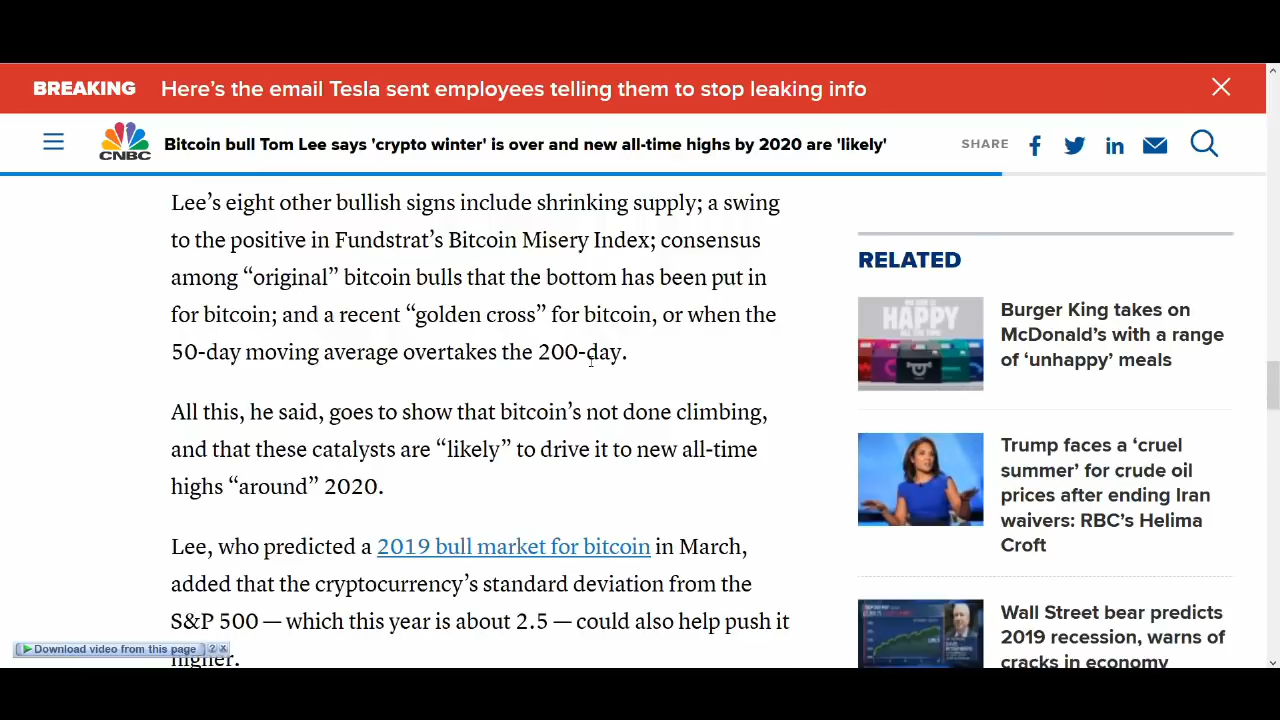 BREAKING Here's the email Tesla sent employees telling them to stop leaking info
CNBC
Bitcoin bull Tom Lee says 'crypto winter' is over and new all-time highs by 2020 are 'likely'
SHARE
Lee’s eight other bullish signs include shrinking supply; a swing
to the positive in Fundstrat’s Bitcoin Misery Index; consensus
among “original” bitcoin bulls that the bottom has been put in
for bitcoin; and a recent “golden cross” for bitcoin, or when the
50-day moving average overtakes the 200-day.
All this, he said, goes to show that bitcoin’s not done climbing,
and that these catalysts are “likely” to drive it to new all-time
highs “around” 2020.
Lee, who predicted a 2019 bull market for bitcoin in March,
added that the cryptocurrency’s standard deviation from the
S&P 500 — which this year is about 2.5 — could also help push it
higher.
Download video from this page ? x
RELATED
HAPPY
Burger King takes on
McDonald’s with a range
of ‘unhappy’ meals
Trump faces a ‘cruel
summer’ for crude oil
prices after ending Iran
waivers: RBC’s Helima
Croft
Wall Street bear predicts
2019 recession, warns of
cracks in economy